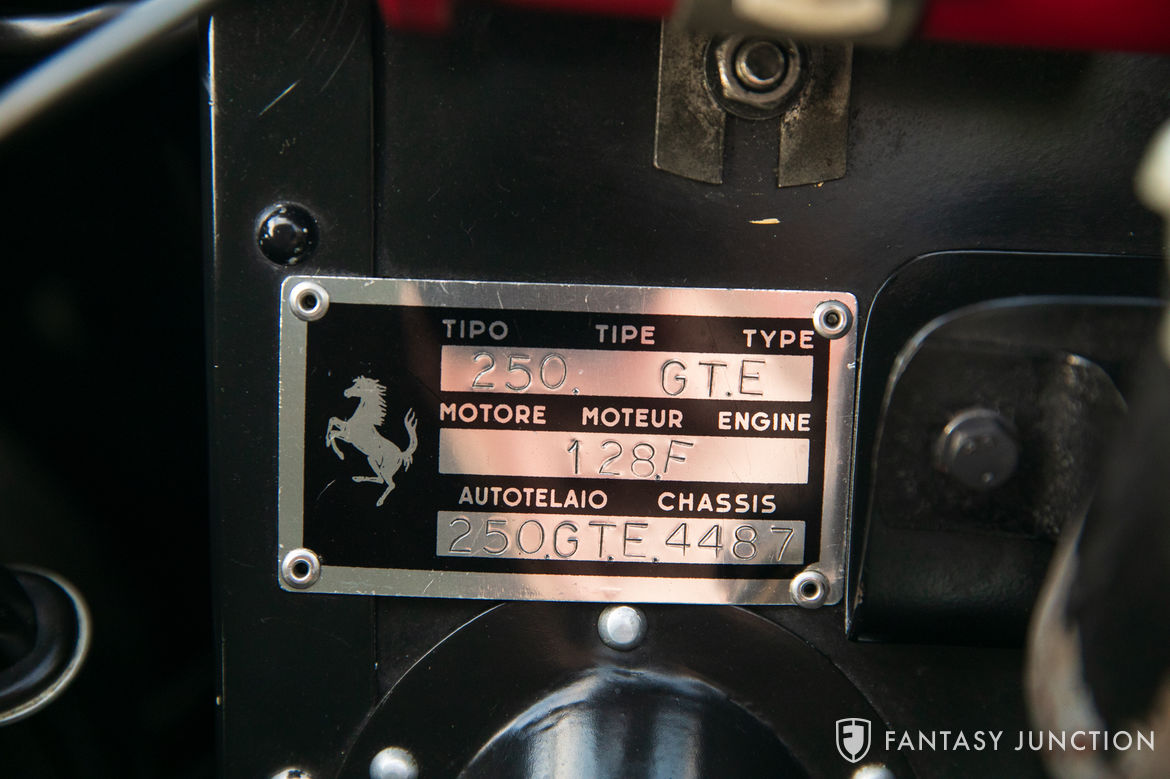 TIPO TIPE TYPE
250. GT.E
MOTORE MOTEUR ENGINE
128.F
AUTOTELAIO CHASSIS
250.GT.E.4487
FANTASY JUNCTION